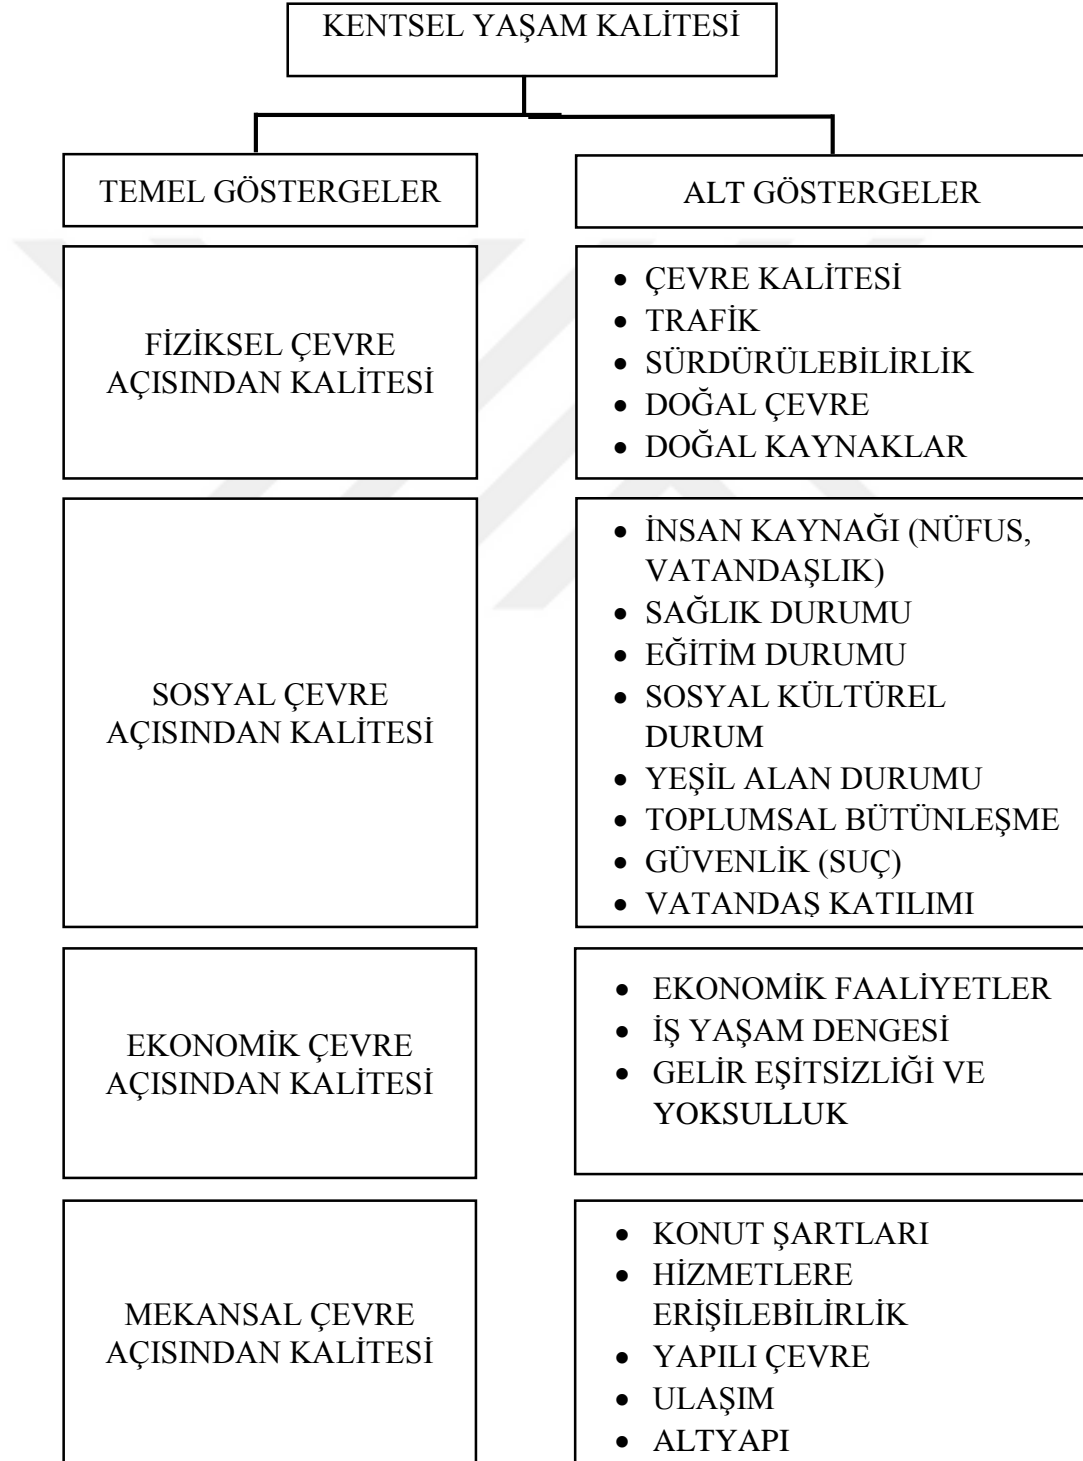 KENTSEL YAŞAM KALİTESİ
TEMEL GÖSTERGELER
ALT GÖSTERGELER
FİZİKSEL ÇEVRE
AÇISINDAN KALİTESİ
• ÇEVRE KALİTESİ
• TRAFİK
• SÜRDÜRÜLEBİLİRLİK
• DOĞAL ÇEVRE
• DOĞAL KAYNAKLAR
SOSYAL ÇEVRE
AÇISINDAN KALİTESİ
• İNSAN KAYNAĞI (NÜFUS,
VATANDAŞLIK)
• SAĞLIK DURUMU
• EĞİTİM DURUMU
• SOSYAL KÜLTÜREL
DURUM
• YEŞİL ALAN DURUMU
• TOPLUMSAL BÜTÜNLEŞME
• GÜVENLİK (SUÇ)
• VATANDAŞ KATILIMI
EKONOMİK ÇEVRE
AÇISINDAN KALİTESİ
• EKONOMİK FAALİYETLER
• İŞ YAŞAM DENGESİ
• GELİR EŞİTSİZLİĞİ VE
YOKSULLUK
MEKANSAL ÇEVRE
AÇISINDAN KALİTESİ
• KONUT ŞARTLARI
• HİZMETLERE
ERİŞİLEBİLİRLİK
• YAPILI ÇEVRE
• ULAŞIM
• ALTYAPI